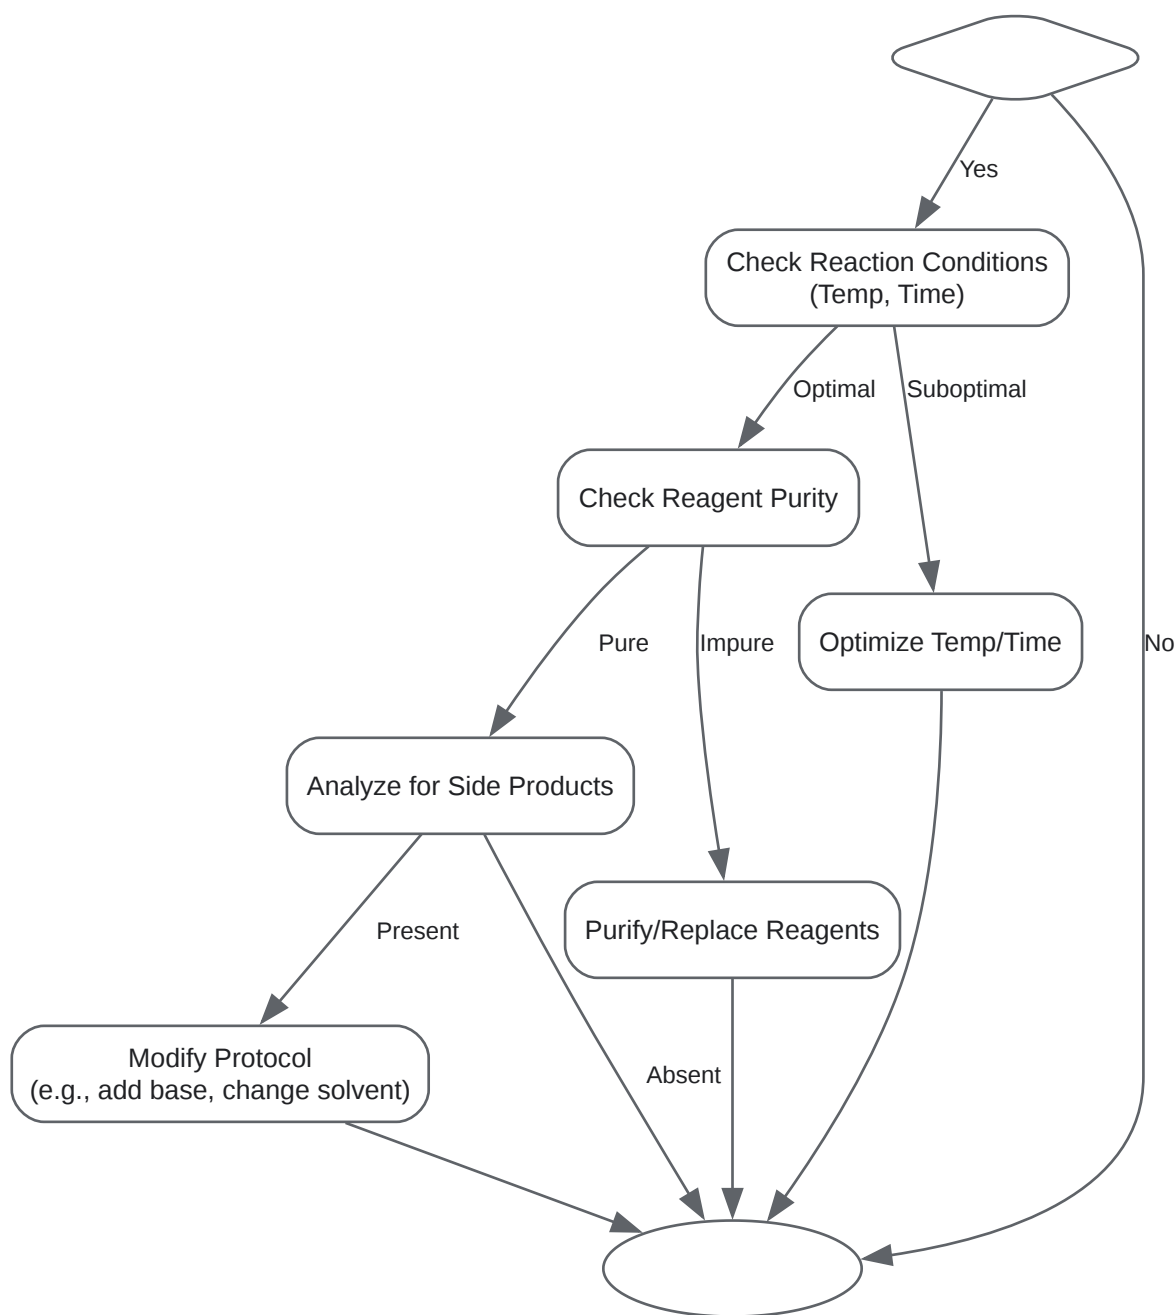 Yes
Check Reaction Conditions
(Temp, Time)
Optimal
Suboptimal
Check Reagent Purity
Pure
Impure
Optimize Temp/Time
No
Analyze for Side Products
Present
Purify/Replace Reagents
Modify Protocol
(e.g., add base, change solvent)
Absent